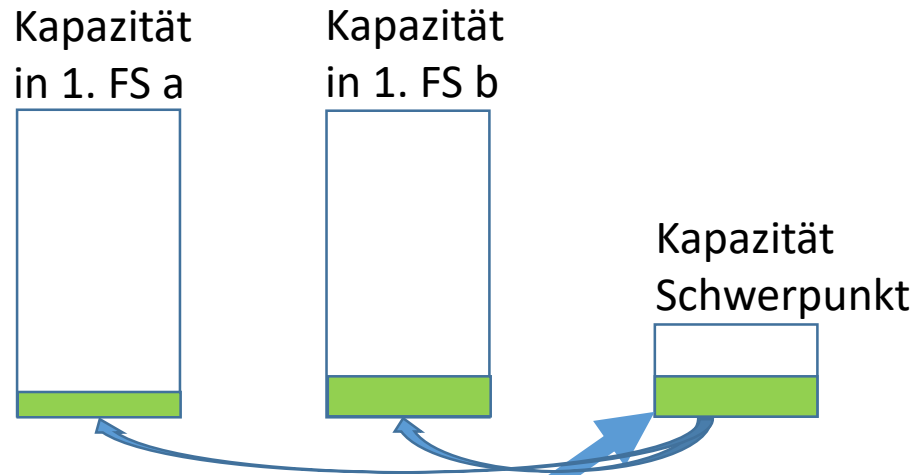 Kapazität
in 1. FS a
Kapazität
in 1. FS b
Kapazität
Schwerpunkt